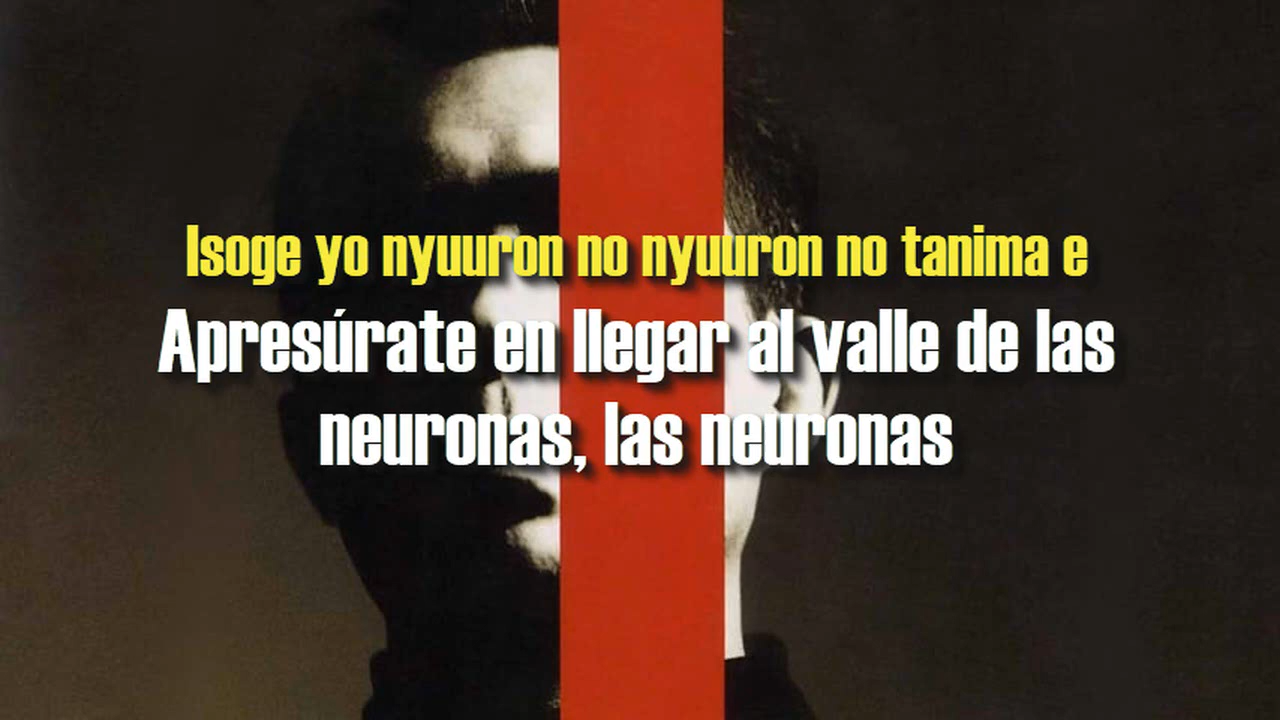 Isoge yo nyuuron no nyuuron no tanima e
Apresúrate en llegar al valle de las
neuronas, las neuronas